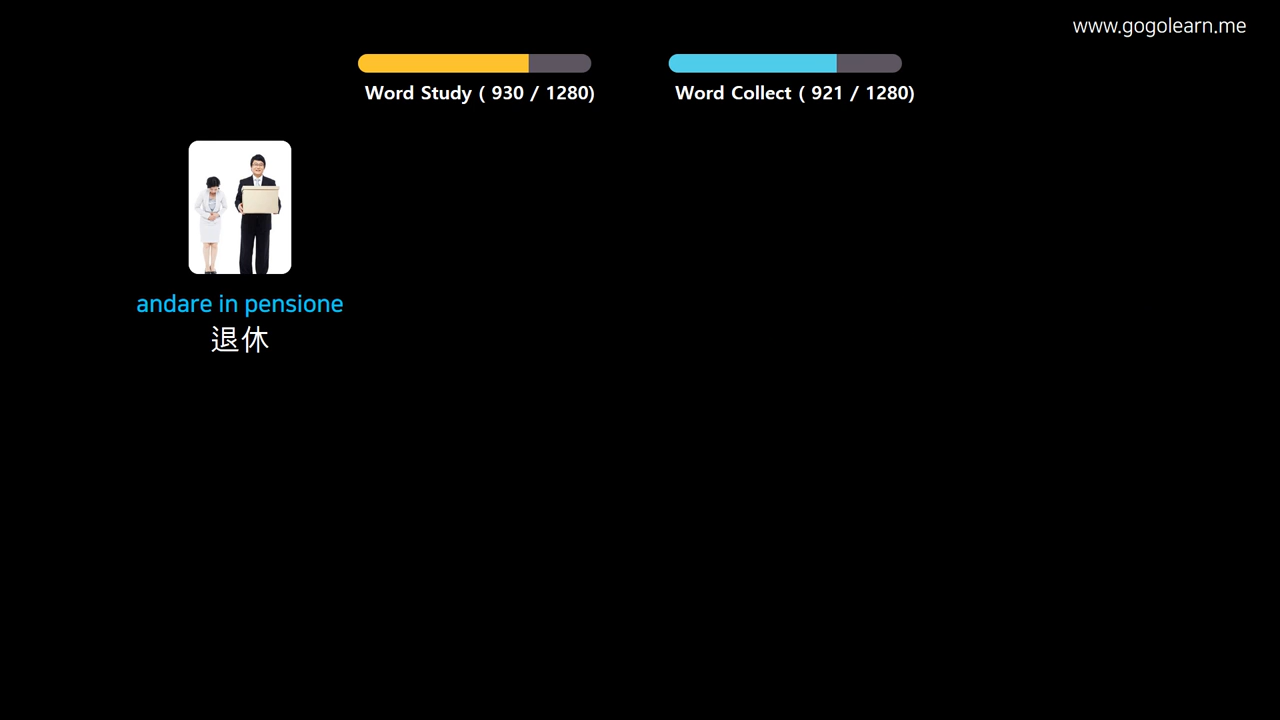 www.gogolearn.me
Word Study ( 930 / 1280)
Word Collect ( 921 / 1280)
andare in pensione
退休